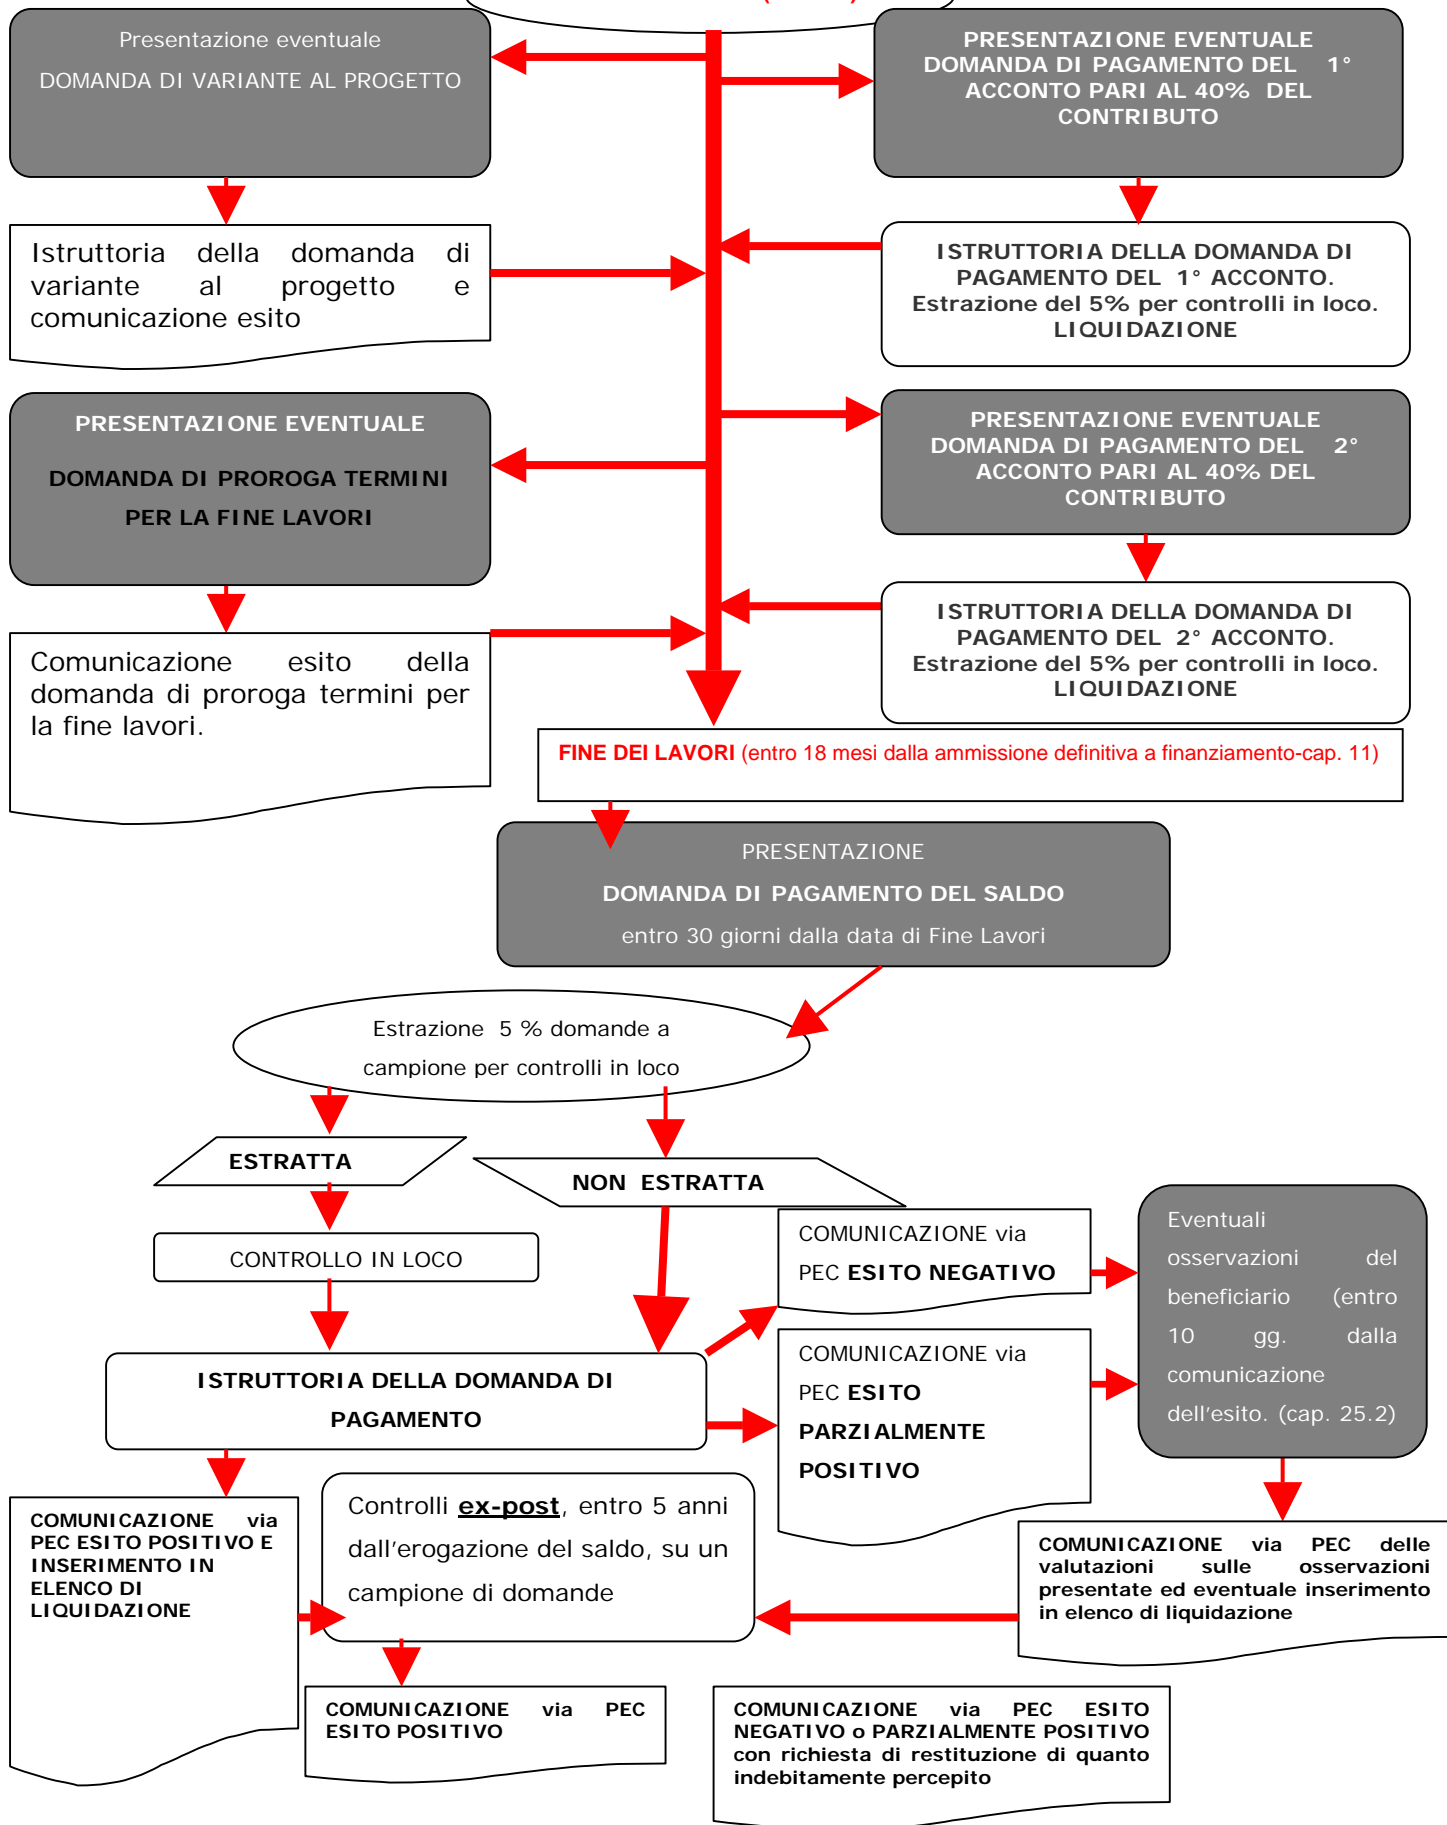 Presentazione eventuale
DOMANDA DI VARIANTE AL PROGETTO
PRESENTAZIONE EVENTUALE
DOMANDA DI PAGAMENTO DEL 1°
ACCONTO PARI AL 40% DEL
CONTRIBUTO
Istruttoria della domanda di
variante al progetto e
comunicazione esito
ISTRUTTORIA DELLA DOMANDA DI
PAGAMENTO DEL 1° ACCONTO.
Estrazione del 5% per controlli in loco.
LIQUIDAZIONE
PRESENTAZIONE EVENTUALE
DOMANDA DI PROROGA TERMINI
PER LA FINE LAVORI
PRESENTAZIONE EVENTUALE
DOMANDA DI PAGAMENTO DEL 2°
ACCONTO PARI AL 40% DEL
CONTRIBUTO
Comunicazione esito della
domanda di proroga termini per
la fine lavori.
ISTRUTTORIA DELLA DOMANDA DI
PAGAMENTO DEL 2° ACCONTO.
Estrazione del 5% per controlli in loco.
LIQUIDAZIONE
FINE DEI LAVORI (entro 18 mesi dalla ammissione definitiva a finanziamento-cap. 11)
PRESENTAZIONE
DOMANDA DI PAGAMENTO DEL SALDO
entro 30 giorni dalla data di Fine Lavori
Estrazione 5 % domande a
campione per controlli in loco
ESTRATTA
NON ESTRATTA
CONTROLLO IN LOCO
COMUNICAZIONE via
PEC ESITO NEGATIVO
Eventuali
osservazioni del
beneficiario (entro
10 gg. dalla
comunicazione
dell'esito. (cap. 25.2)
ISTRUTTORIA DELLA DOMANDA DI
PAGAMENTO
COMUNICAZIONE via
PEC ESITO
PARZIALMENTE
POSITIVO
COMUNICAZIONE via
PEC ESITO POSITIVO E
INSERIMENTO IN
ELENCO DI
LIQUIDAZIONE
Controlli ex-post, entro 5 anni
dall'erogazione del saldo, su un
campione di domande
COMUNICAZIONE via PEC delle
valutazioni sulle osservazioni
presentate ed eventuale inserimento
in elenco di liquidazione
COMUNICAZIONE via PEC
ESITO POSITIVO
COMUNICAZIONE via PEC ESITO
NEGATIVO o PARZIALMENTE POSITIVO
con richiesta di restituzione di quanto
indebitamente percepito